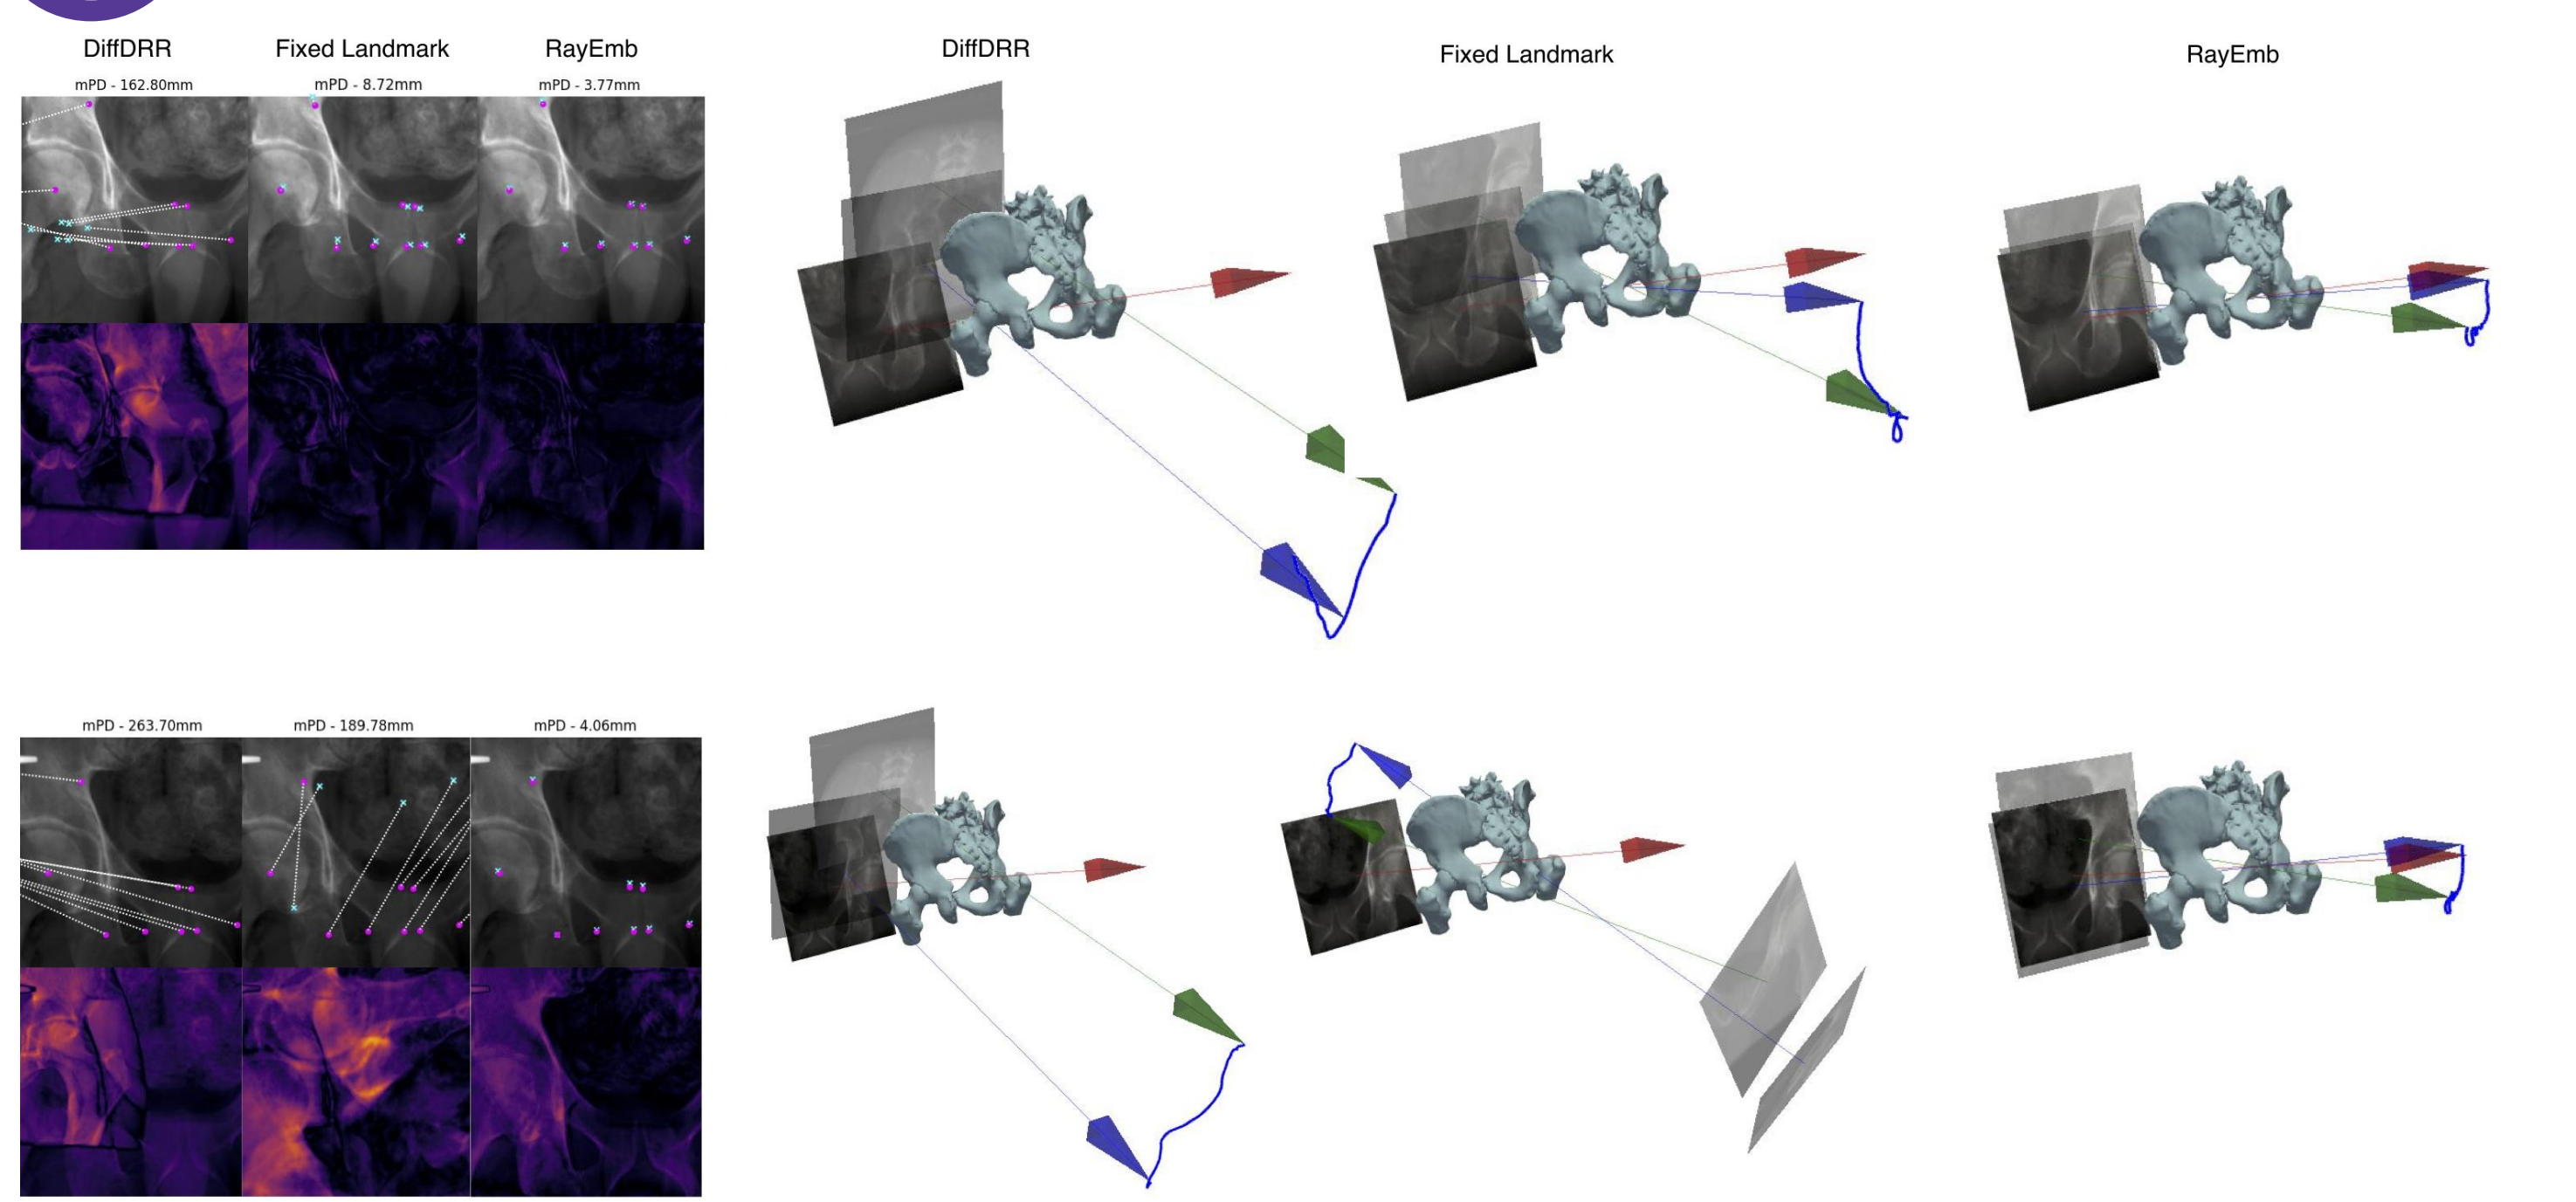 DiffDRR Fixed Landmark RayEmb DiffDRR Fixed Landmark RayEmb
mPD - 162.80mm mPD - 8.72mm mPD - 3.77mm
mPD - 263.70mm mPD - 189.78mm mPD - 4.06mm